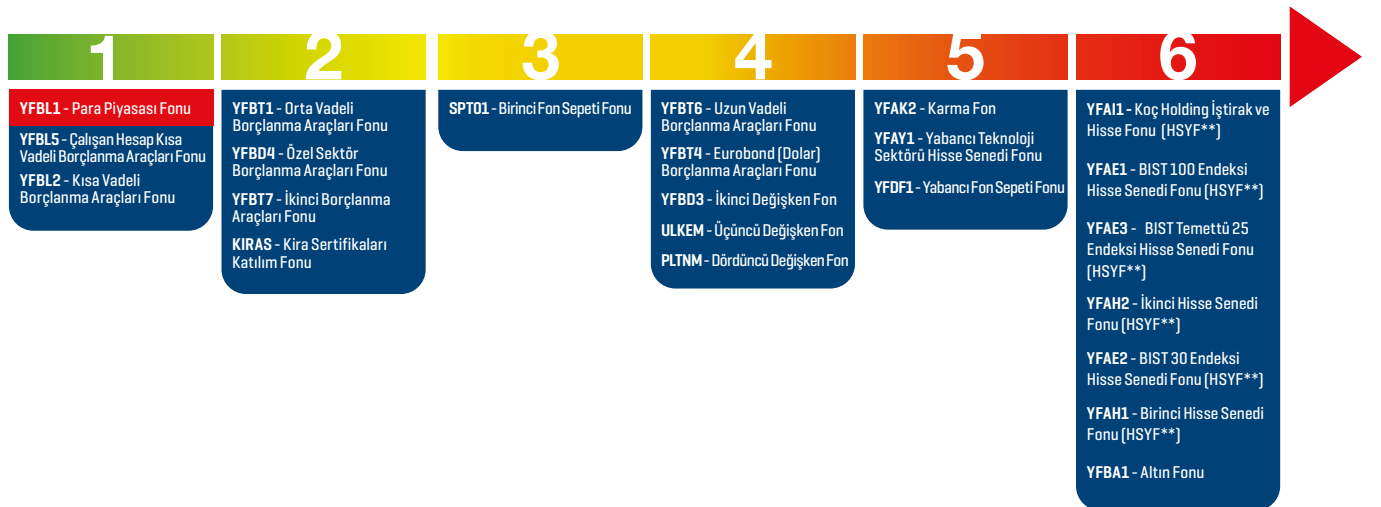 1
YFBL1 - Para Piyasası Fonu
YFBL5 - Çalışan Hesap Kısa
Vadeli Borçlanma Araçları Fonu
YFBL2 - Kısa Vadeli
Borçlanma Araçları Fonu
2
YFBT1 - Orta Vadeli
Borçlanma Araçları Fonu
YFBD4 - Özel Sektör
Borçlanma Araçları Fonu
YFBT7 - İkinci Borçlanma
Araçları Fonu
KIRAS - Kira Sertifikaları
Katılım Fonu
3
SPT01 - Birinci Fon Sepeti Fonu
4
YFBT6 - Uzun Vadeli
Borçlanma Araçları Fonu
YFBT4 - Eurobond (Dolar)
Borçlanma Araçları Fonu
YFBD3 - İkinci Değişken Fon
ULKEM - Üçüncü Değişken Fon
PLTNM - Dördüncü Değişken Fon
5
YFAK2 - Karma Fon
YFAY1 - Yabancı Teknoloji
Sektörü Hisse Senedi Fonu
YFDF1 - Yabancı Fon Sepeti Fonu
6
YFAI1 - Koç Holding İştirak ve
Hisse Fonu (HSYF**)
YFAE1 - BIST 100 Endeksi
Hisse Senedi Fonu (HSYF**)
YFAE3 - BIST Temettü 25
Endeksi Hisse Senedi Fonu
(HSYF**)
YFAH2 - İkinci Hisse Senedi
Fonu (HSYF**)
YFAE2 - BIST 30 Endeksi
Hisse Senedi Fonu (HSYF**)
YFAH1 - Birinci Hisse Senedi
Fonu (HSYF**)
YFBA1 - Altın Fonu